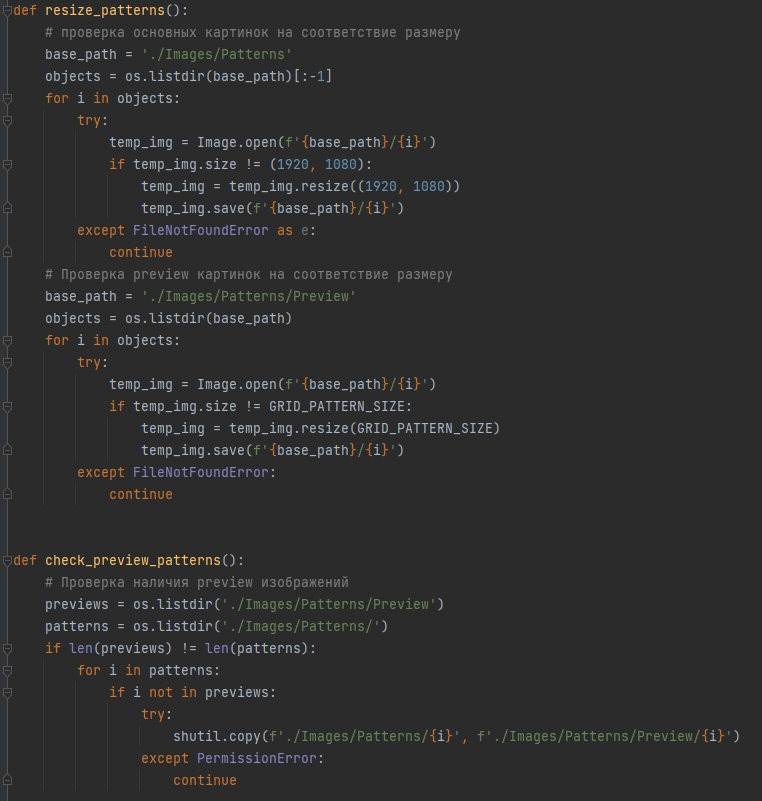 def resize_patterns():
    # проверка основных картинок на соответствие размеру
    base_path = './Images/Patterns'
    objects = os.listdir(base_path)[:-1]
    for i in objects:
        try:
            temp_img = Image.open(f'{base_path}/{i}')
            if temp_img.size != (1920, 1080):
                temp_img = temp_img.resize((1920, 1080))
                temp_img.save(f'{base_path}/{i}')
        except FileNotFoundError as e:
            continue
    # Проверка preview картинок на соответствие размеру
    base_path = './Images/Patterns/Preview'
    objects = os.listdir(base_path)
    for i in objects:
        try:
            temp_img = Image.open(f'{base_path}/{i}')
            if temp_img.size != GRID_PATTERN_SIZE:
                temp_img = temp_img.resize(GRID_PATTERN_SIZE)
                temp_img.save(f'{base_path}/{i}')
        except FileNotFoundError:
            continue


def check_preview_patterns():
    # Проверка наличия preview изображений
    previews = os.listdir('./Images/Patterns/Preview')
    patterns = os.listdir('./Images/Patterns/')
    if len(previews) != len(patterns):
        for i in patterns:
            if i not in previews:
                try:
                    shutil.copy(f'./Images/Patterns/{i}', f'./Images/Patterns/Preview/{i}')
                except PermissionError:
                    continue